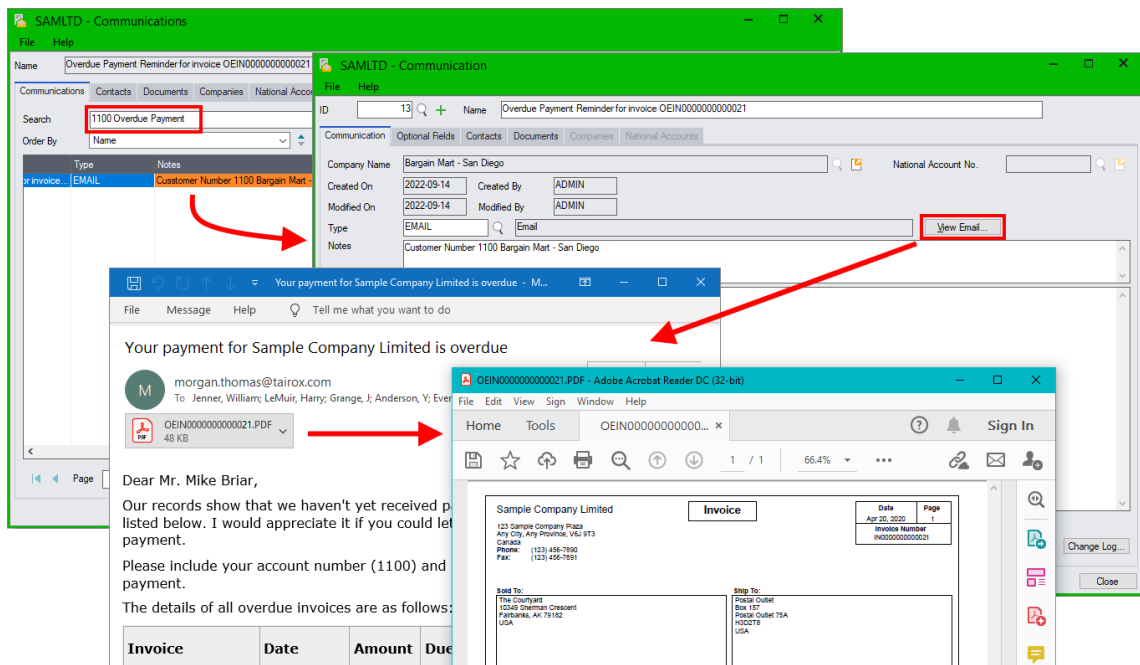 SAMLTD - Communications
File Help
Name Overdue Payment Reminder for invoice OEIN0000000000021
Communications Contacts Documents Companies National
Search 1100 Overdue Payment
Order By Name
Type Notes
EMAIL Cusstomer Number 1100 Bargain Mart -
Page
SAMLTD - Communication
File Help
ID 13 Name Overdue Payment Reminder for invoice OEIN0000000000021
Communication Optional Fields Contacts Documents Companies National Accounts
Company Name Bargain Mart - San Diego National Account No.
Created On 2022-09-14 Created By ADMIN
Modified On 2022-09-14 Modified By ADMIN
Type EMAIL Email View Email...
Notes Customer Number 1100 Bargain Mart - San Diego
Change Log...
Close
Your payment for Sample Company Limited is overdue - M...
File Message Help Tell me what you want to do
Your payment for Sample Company Limited is overdue
M morgan.thomas@tairox.com
To Jenner, William; LeMuir, Harry; Grange, J; Anderson, Y;
PDF OEIN0000000000021.PDF
48 KB
Dear Mr. Mike Briar,
Our records show that we haven't yet received
listed below. I would appreciate it if you could let
payment.
Please include your account number (1100) and
payment.
The details of all overdue invoices are as follows:
Invoice Date Amount Due
OEIN0000000000021.PDF - Adobe Acrobat Reader DC (32-bit)
File Edit View Sign Window Help
Home Tools OEIN00000000000... × Sign In
1 / 1 66.4%
Sample Company Limited Invoice Date Page
Apr 20, 2020 1
123 Sample Company Plaza Invoice Number
Any City, Any Province, V6J 9T3 IN0000000000021
Canada
Phone: (123) 456-7890
Fax: (123) 456-7891
Sold To: Ship To:
The Courtyard Postal Outlet
10349 Sherman Crescent Box 157
Fairbanks, AK 79162 Postal Outlet 75A
USA H3D2T8
USA